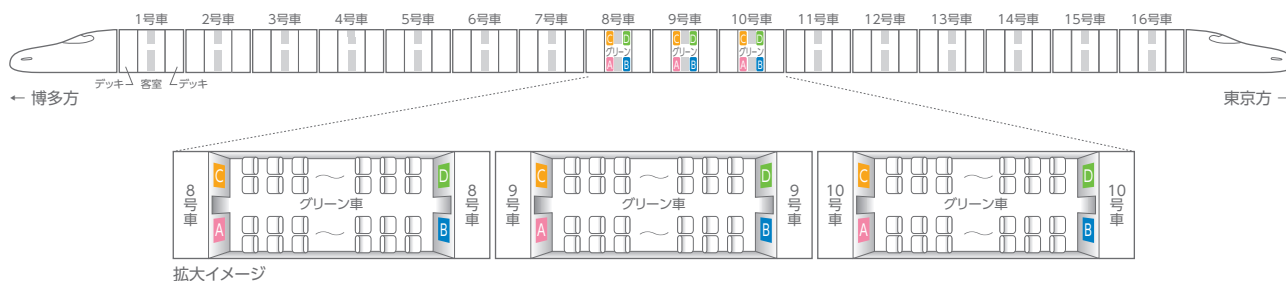 1号車 2号車 3号車 4号車 5号車 6号車 7号車 8号車 9号車 10号車 11号車 12号車 13号車 14号車 15号車 16号車
C D C D C D
グリーン グリーン グリーン
A B A B A B
デッキ 客室 デッキ
← 博多方 東京方 →
8号車 C D 8号車 9号車 C D 9号車 10号車 C D 10号車
グリーン車 グリーン車 グリーン車
A B A B A B
拡大イメージ